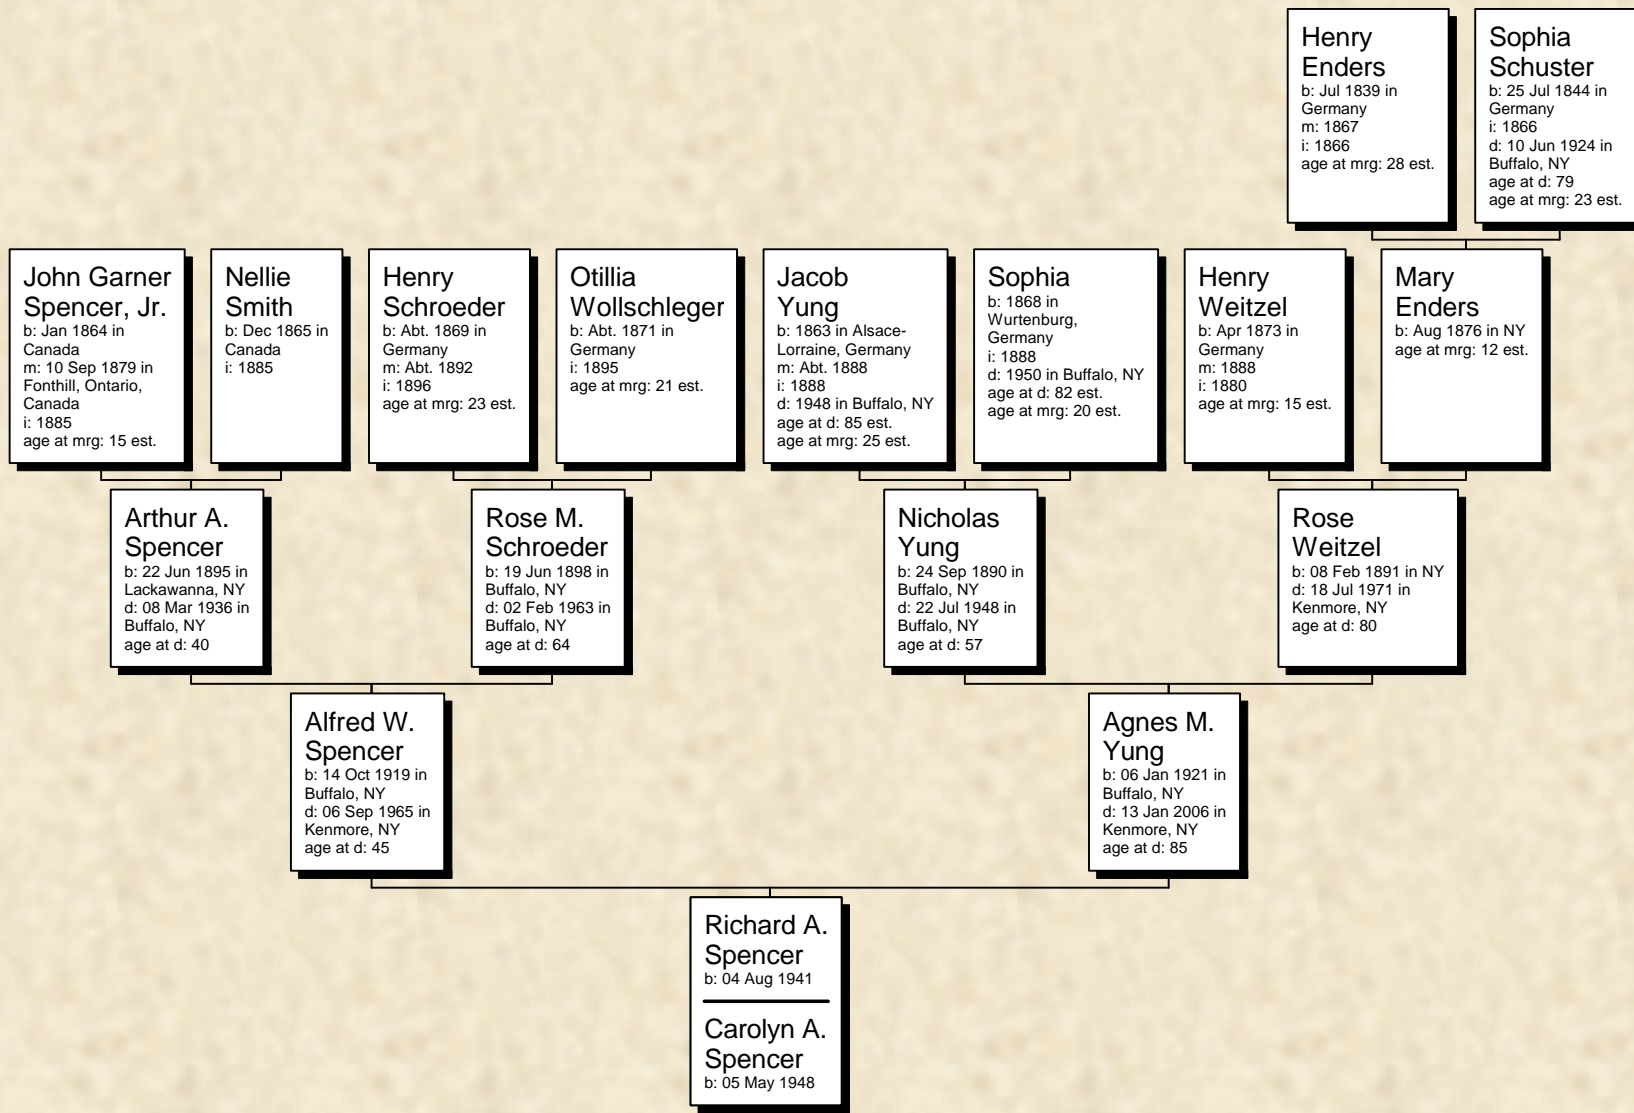 Henry
Enders
b: Jul 1839 in
Germany
m: 1867
i: 1866
age at mrg: 28 est.
Sophia
Schuster
b: 25 Jul 1844 in
Germany
i: 1866
d: 10 Jun 1924 in
Buffalo, NY
age at d: 79
age at mrg: 23 est.
John Garner
Spencer, Jr.
b: Jan 1864 in
Canada
m: 10 Sep 1879 in
Fonthill, Ontario,
Canada
i: 1885
age at mrg: 15 est.
Nellie
Smith
b: Dec 1865 in
Canada
i: 1885
Henry
Schroeder
b: Abt. 1869 in
Germany
m: Abt. 1892
i: 1896
age at mrg: 23 est.
Otillia
Wollschleger
b: Abt. 1871 in
Germany
i: 1895
age at mrg: 21 est.
Jacob
Yung
b: 1863 in Alsace-
Lorraine, Germany
m: Abt. 1888
i: 1888
d: 1948 in Buffalo, NY
age at d: 85 est.
age at mrg: 25 est.
Sophia
b: 1868 in
Wurtenburg,
Germany
i: 1888
d: 1950 in Buffalo, NY
age at d: 82 est.
age at mrg: 20 est.
Henry
Weitzel
b: Apr 1873 in
Germany
m: 1888
i: 1880
age at mrg: 15 est.
Mary
Enders
b: Aug 1876 in NY
age at mrg: 12 est.
Arthur A.
Spencer
b: 22 Jun 1895 in
Lackawanna, NY
d: 08 Mar 1936 in
Buffalo, NY
age at d: 40
Rose M.
Schroeder
b: 19 Jun 1898 in
Buffalo, NY
d: 02 Feb 1963 in
Buffalo, NY
age at d: 64
Nicholas
Yung
b: 24 Sep 1890 in
Buffalo, NY
d: 22 Jul 1948 in
Buffalo, NY
age at d: 57
Rose
Weitzel
b: 08 Feb 1891 in NY
d: 18 Jul 1971 in
Kenmore, NY
age at d: 80
Alfred W.
Spencer
b: 14 Oct 1919 in
Buffalo, NY
d: 06 Sep 1965 in
Kenmore, NY
age at d: 45
Agnes M.
Yung
b: 06 Jan 1921 in
Buffalo, NY
d: 13 Jan 2006 in
Kenmore, NY
age at d: 85
Richard A.
Spencer
b: 04 Aug 1941
Carolyn A.
Spencer
b: 05 May 1948